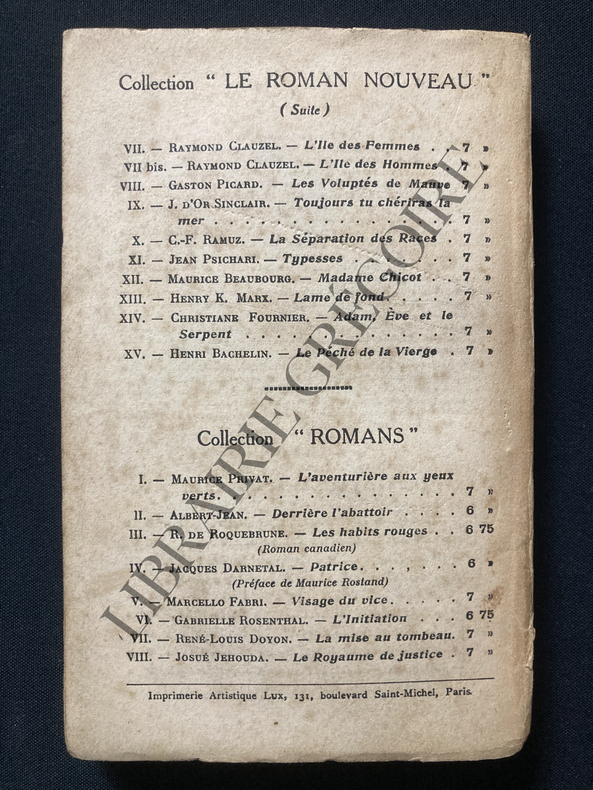 Collection “ LE ROMAN NOUVEAU ”
( Suite )
VII. — RAYMOND CLAUZEL. — L'Ile des Femmes . . 7 »
VII bis. — RAYMOND CLAUZEL. — L'Ile des Hommes . 7 »
VIII. — GASTON PICARD. — Les Voluptés de Mauve 7 »
IX. — J. D'OR SINCLAIR. — Toujours tu chériras la
mer . . . . . . . . . . . . . . . 7 »
X. — C.-F. RAMUZ. — La Séparation des Races . 7 »
XI. — JEAN PSICHARI. — Typesses . . . . . . . 7 »
XII. — MAURICE BEAUBOURG. — Madame Chicot . . 7 »
XIII. — HENRY K. MARX. — Lame de fond. . . . . 7 »
XIV. — CHRISTIANE FOURNIER. — Adam, Ève et le
Serpent . . . . . . . . . . . . . 7 »
XV. — HENRI BACHELIN. — Le Péché de la Vierge . 7 »
Collection “ ROMANS ”
I. — MAURICE PRIVAT. — L'aventurière aux yeux
verts. . . . . . . . . . . . . . . 7 »
II. — ALBERT-JEAN. — Derrière l'abattoir . . . . 6 »
III. — R. DE ROQUEBRUNE. — Les habits rouges . . 6 75
(Roman canadien)
IV. — JACQUES DARNETAL. — Patrice. . . . . . 6 »
(Préface de Maurice Rostand)
V. — MARCELLO FABRI. — Visage du vice. . . . . 7 »
VI. — GABRIELLE ROSENTHAL. — L'Initiation . . . 6 75
VII. — RENÉ-LOUIS DOYON. — La mise au tombeau. 7 »
VIII. — JOSUÉ JEHOUDA. — Le Royaume de justice . 7 »
Imprimerie Artistique LUX, 131, boulevard Saint-Michel, Paris.
LIBRAIRIE GRÉGOIRE